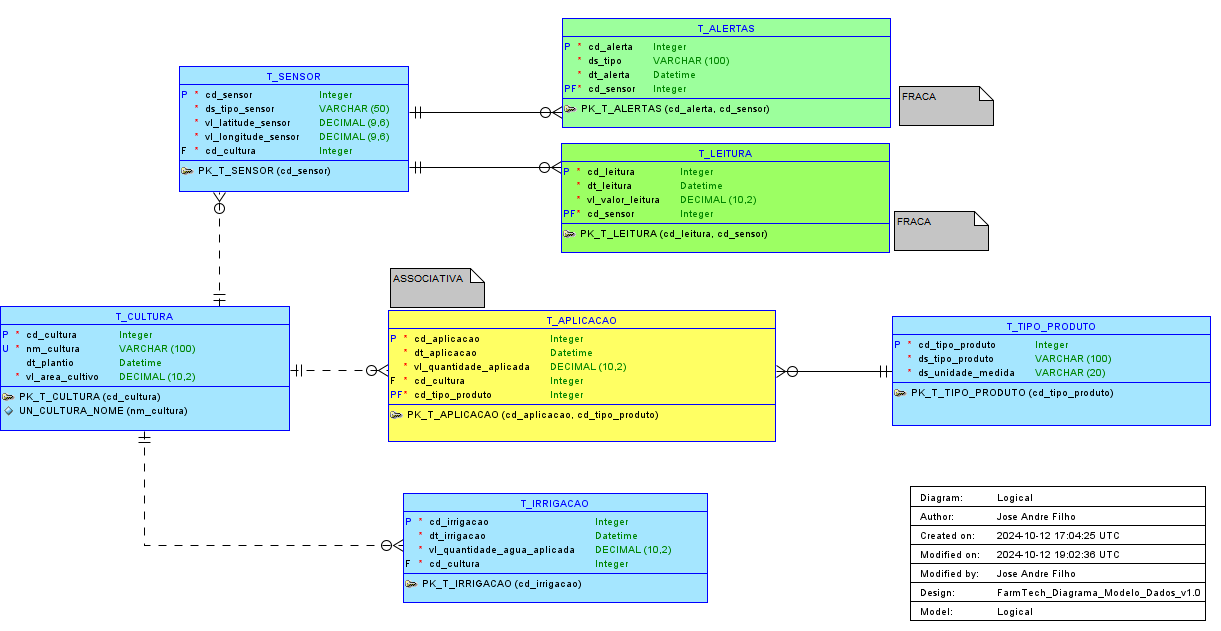 T_ALERTAS
P * cd_alerta Integer
* ds_tipo VARCHAR (100)
* dt_alerta Datetime
PF* cd_sensor Integer
PK_T_ALERTAS (cd_alerta, cd_sensor)
FRACA
T_SENSOR
P * cd_sensor Integer
* ds_tipo_sensor VARCHAR (50)
* vl_latitude_sensor DECIMAL (9,6)
* vl_longitude_sensor DECIMAL (9,6)
F * cd_cultura Integer
PK_T_SENSOR (cd_sensor)
T_LEITURA
P * cd_leitura Integer
* dt_leitura Datetime
* vl_valor_leitura DECIMAL (10,2)
PF* cd_sensor Integer
PK_T_LEITURA (cd_leitura, cd_sensor)
FRACA
ASSOCIATIVA
T_CULTURA
P * cd_cultura Integer
U * nm_cultura VARCHAR (100)
dt_plantio Datetime
* vl_area_cultivo DECIMAL (10,2)
PK_T_CULTURA (cd_cultura)
UN_CULTURA_NOME (nm_cultura)
T_APLICACAO
P * cd_aplicacao Integer
* dt_aplicacao Datetime
* vl_quantidade_aplicada DECIMAL (10,2)
F * cd_cultura Integer
PF* cd_tipo_produto Integer
PK_T_APLICACAO (cd_aplicacao, cd_tipo_produto)
T_TIPO_PRODUTO
P * cd_tipo_produto Integer
* ds_tipo_produto VARCHAR (100)
* ds_unidade_medida VARCHAR (20)
PK_T_TIPO_PRODUTO (cd_tipo_produto)
T_IRRIGACAO
P * cd_irrigacao Integer
* dt_irrigacao Datetime
* vl_quantidade_agua_aplicada DECIMAL (10,2)
F * cd_cultura Integer
PK_T_IRRIGACAO (cd_irrigacao)
Diagram: Logical
Author: Jose Andre Filho
Created on: 2024-10-12 17:04:25 UTC
Modified on: 2024-10-12 19:02:36 UTC
Modified by: Jose Andre Filho
Design: FarmTech_Diagrama_Modelo_Dados_v1.0
Model: Logical